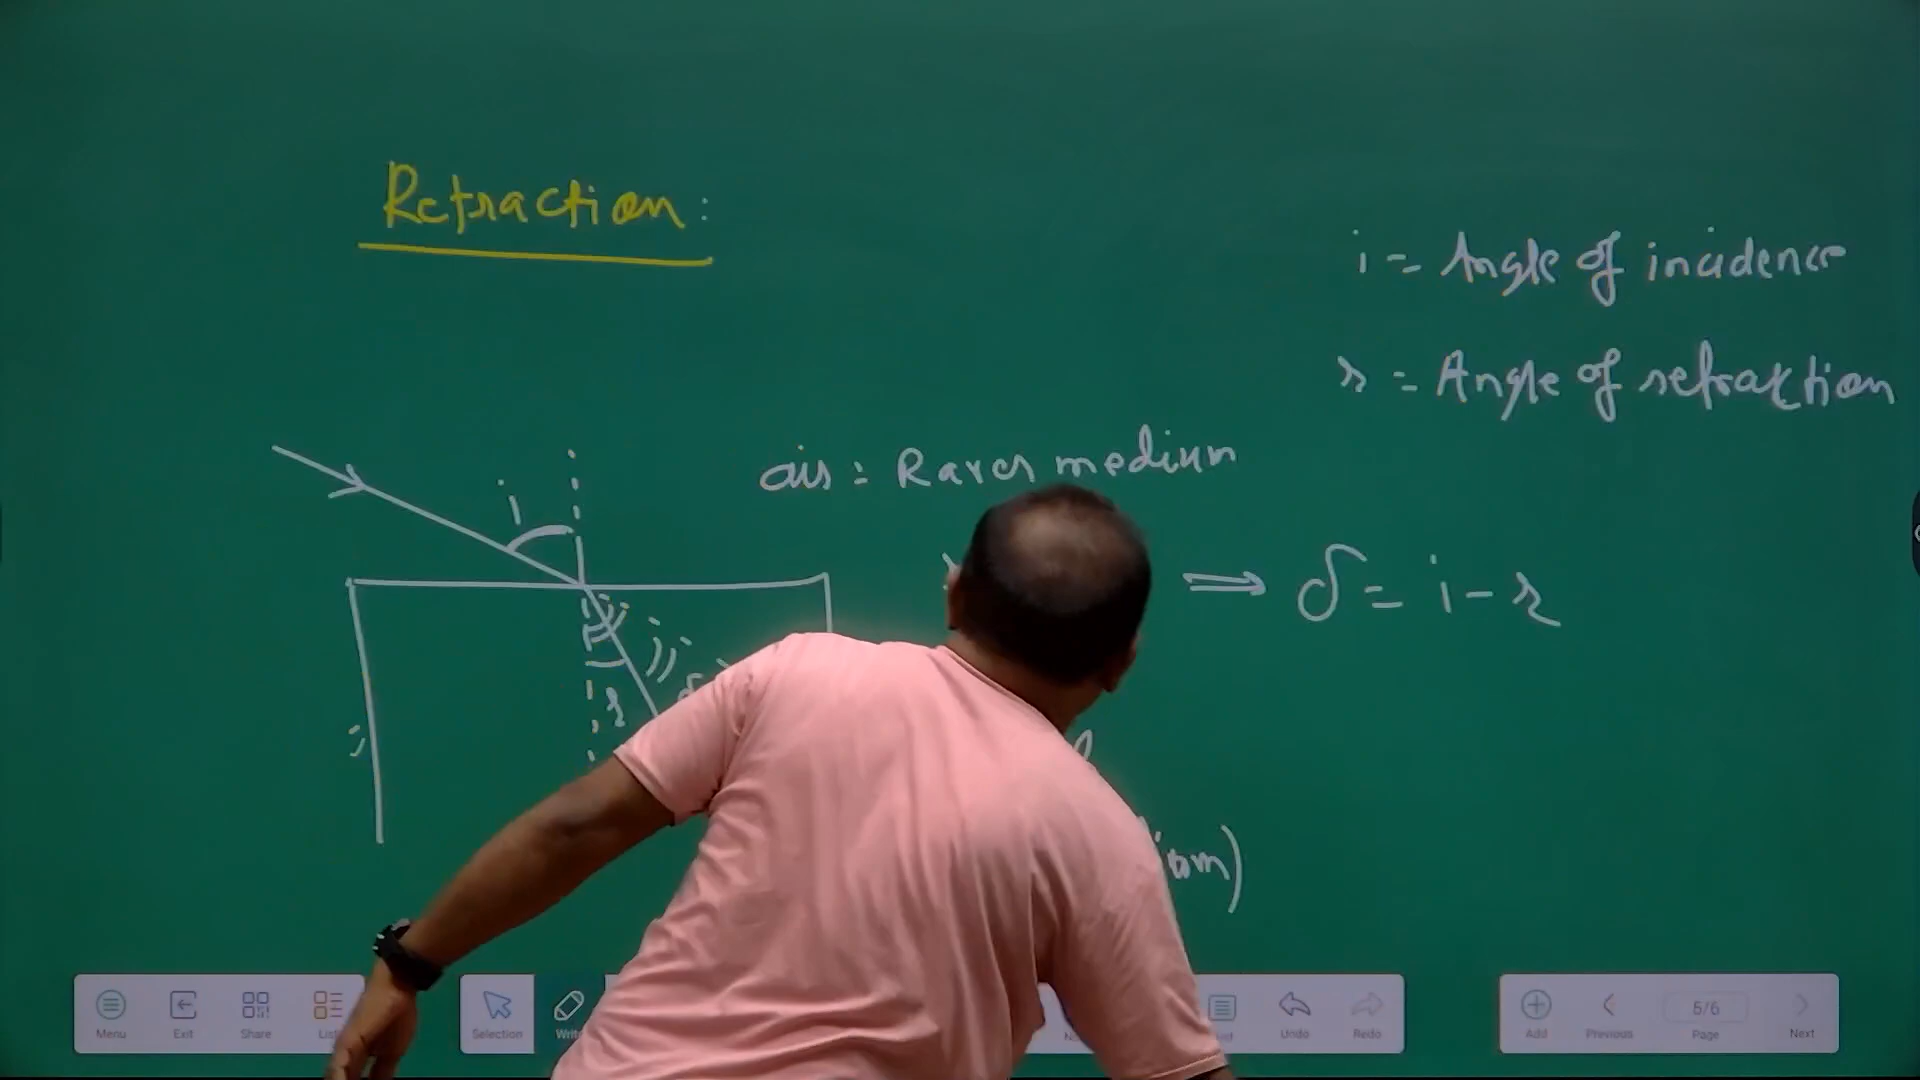 Refraction:
i = Angle of incidence
r = Angle of refraction
air : Rarer medium
i
⇒ δ = i - r
i
r
Menu
Exit
Share
Selection
Undo
Redo
Add
Previous
5/6
Page
Next